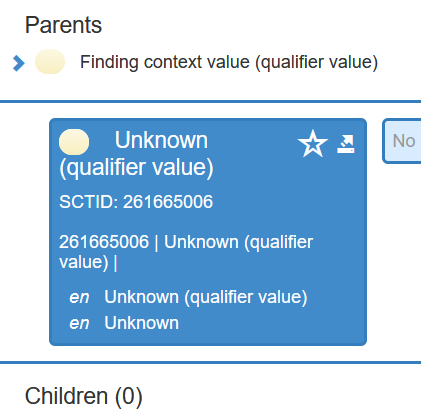 Parents
Finding context value (qualifier value)
Unknown
(qualifier value)
SCTID: 261665006
261665006 | Unknown (qualifier
value) |
en Unknown (qualifier value)
en Unknown
No
Children (0)